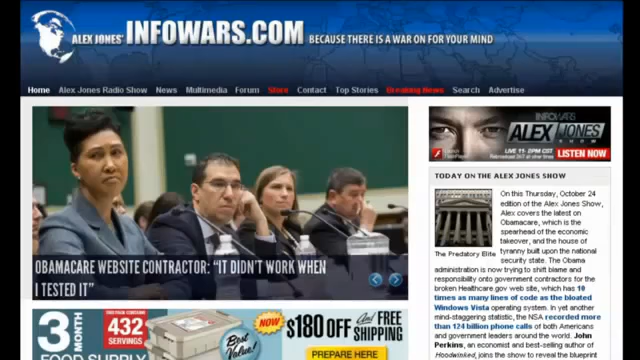 ALEX JONES' INFOWARS.COM BECAUSE THERE IS A WAR ON FOR YOUR MIND
Home Alex Jones Radio Show News Multimedia Forum Store Contact Top Stories Breaking News Search Advertise
OBAMACARE WEBSITE CONTRACTOR: “IT DIDN'T WORK WHEN
I TESTED IT”
3 MONTH
FOOD SUPPLY
432
SERVINGS
Best
Value!
NOW $180 OFF And FREE
SHIPPING
PREPARE HERE
INFOWARS
ALEX JONES
SHOW
LIVE 11- 2PM CST
LISTEN NOW
TODAY ON THE ALEX JONES SHOW
The Predatory Elite
On this Thursday, October 24
edition of the Alex Jones Show,
Alex covers the latest on
Obamacare, which is the
spearhead of the economic
takeover, and the house of
tyranny built upon the national
security state. The Obama
administration is now trying to shift blame and
responsibility onto government contractors for the
broken Healthcare gov web site, which has 10
times as many lines of code as the bloated
Windows Vista operating system. In yet another
mind-staggering statistic, the NSA recorded more
than 124 billion phone calls of both Americans
and government leaders around the world. John
Perkins, an economist and best-selling author of
Hoodwinked, joins the show to reveal the blueprint